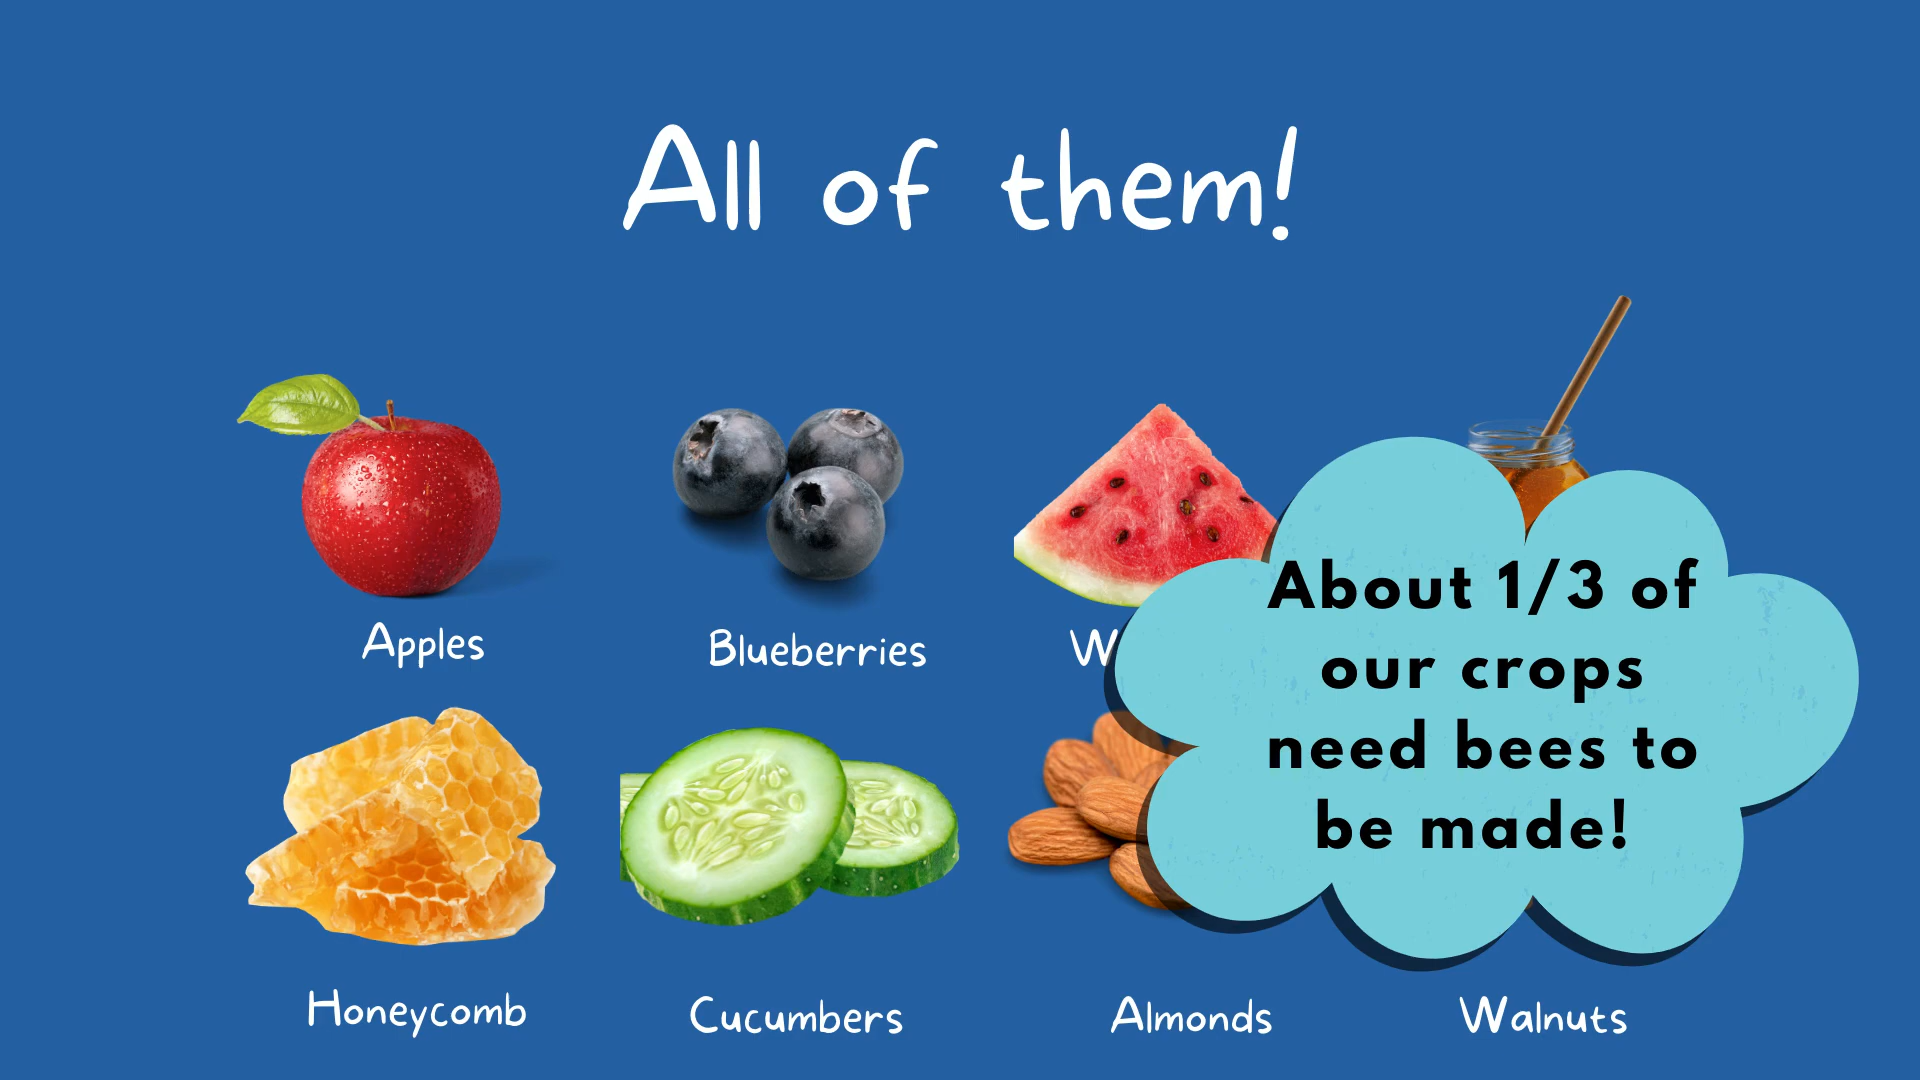 All of them!
Apples
Blueberries
About 1/3 of
our crops
need bees to
be made!
Honeycomb
Cucumbers
Almonds
Walnuts